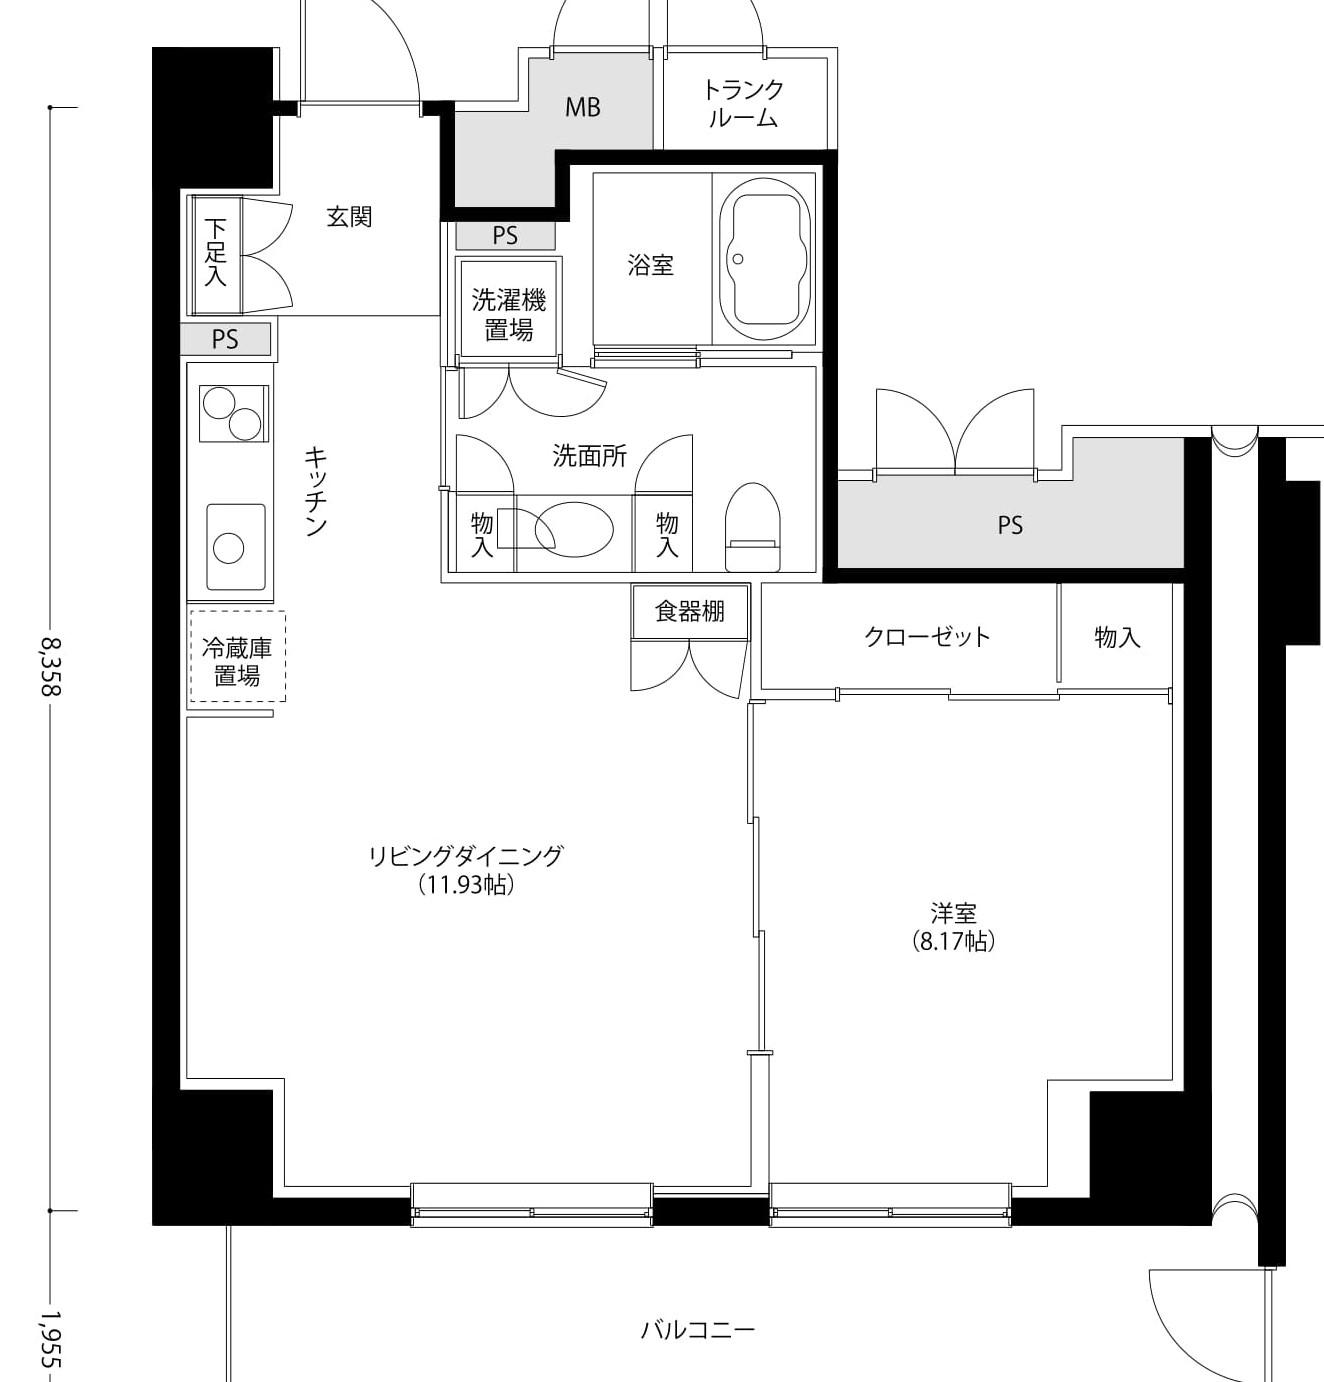 MB
トランク
ルーム
玄関
下足入
PS
浴室
洗濯機
置場
PS
キッチン
洗面所
物入
物入
PS
食器棚
クローゼット
物入
冷蔵庫
置場
8,358
リビングダイニング
(11.93帖)
洋室
(8.17帖)
バルコニー
1,955